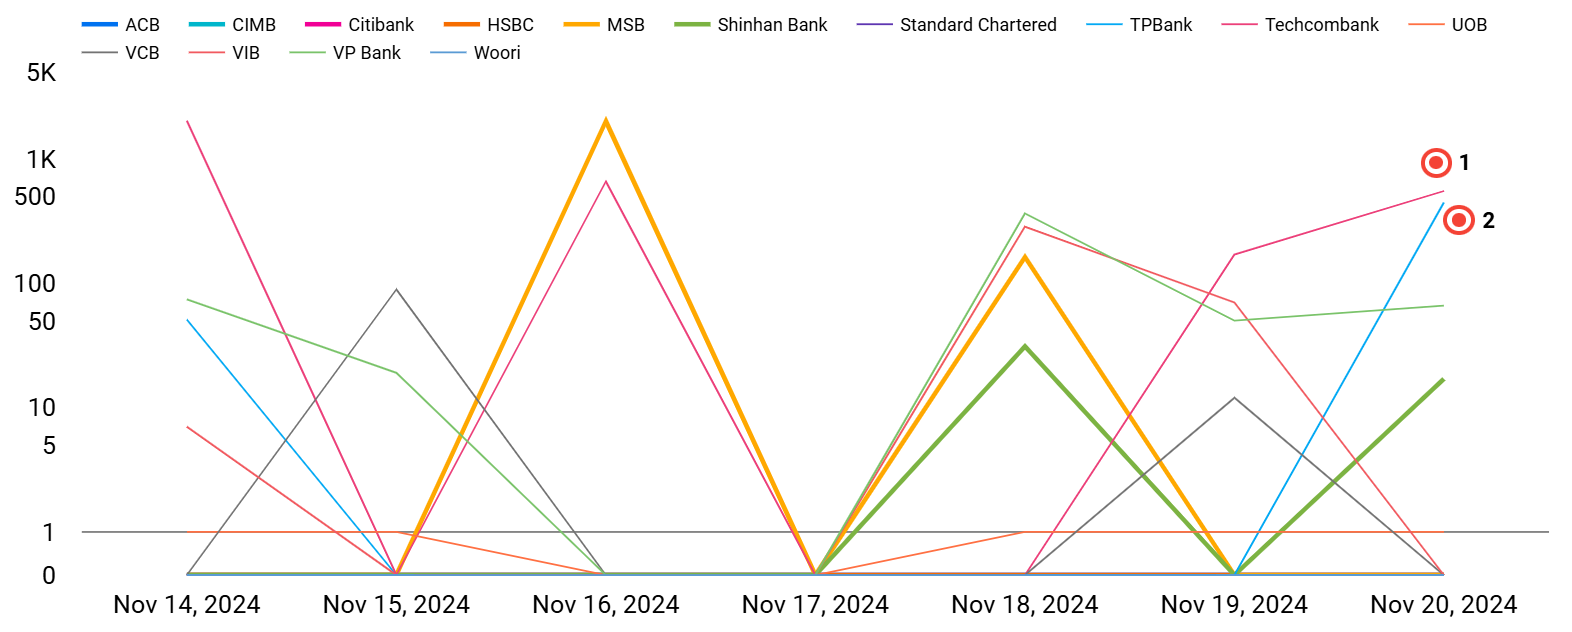 ACB CIMB Citibank HSBC MSB Shinhan Bank Standard Chartered TPBank Techcombank UOB
VCB VIB VP Bank Woori
5K
1K
500
100
50
10
5
1
0
1
2
Nov 14, 2024 Nov 15, 2024 Nov 16, 2024 Nov 17, 2024 Nov 18, 2024 Nov 19, 2024 Nov 20, 2024